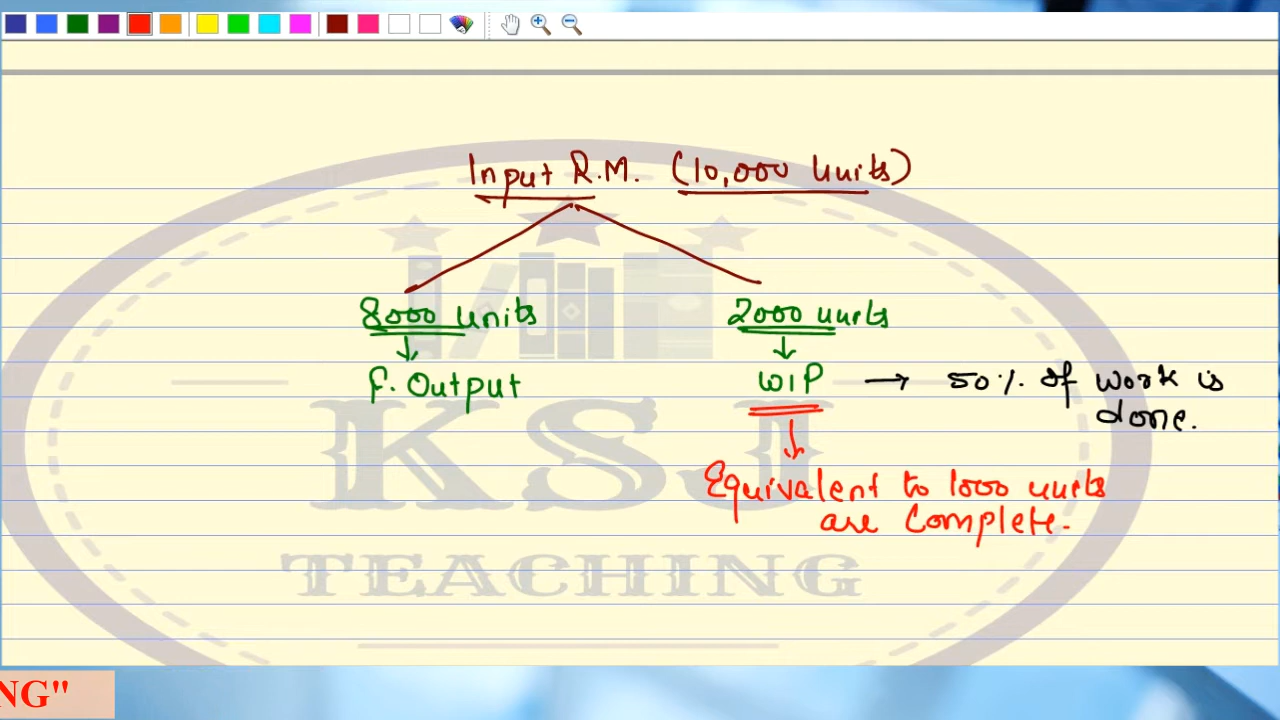 Input R.M. (10,000 Units)
8000 Units
2000 units
↓
↓
F. Output
WIP → 50% of work is
done.
↓
Equivalent to 1000 units
are Complete.
KSJ
TEACHING
NG"